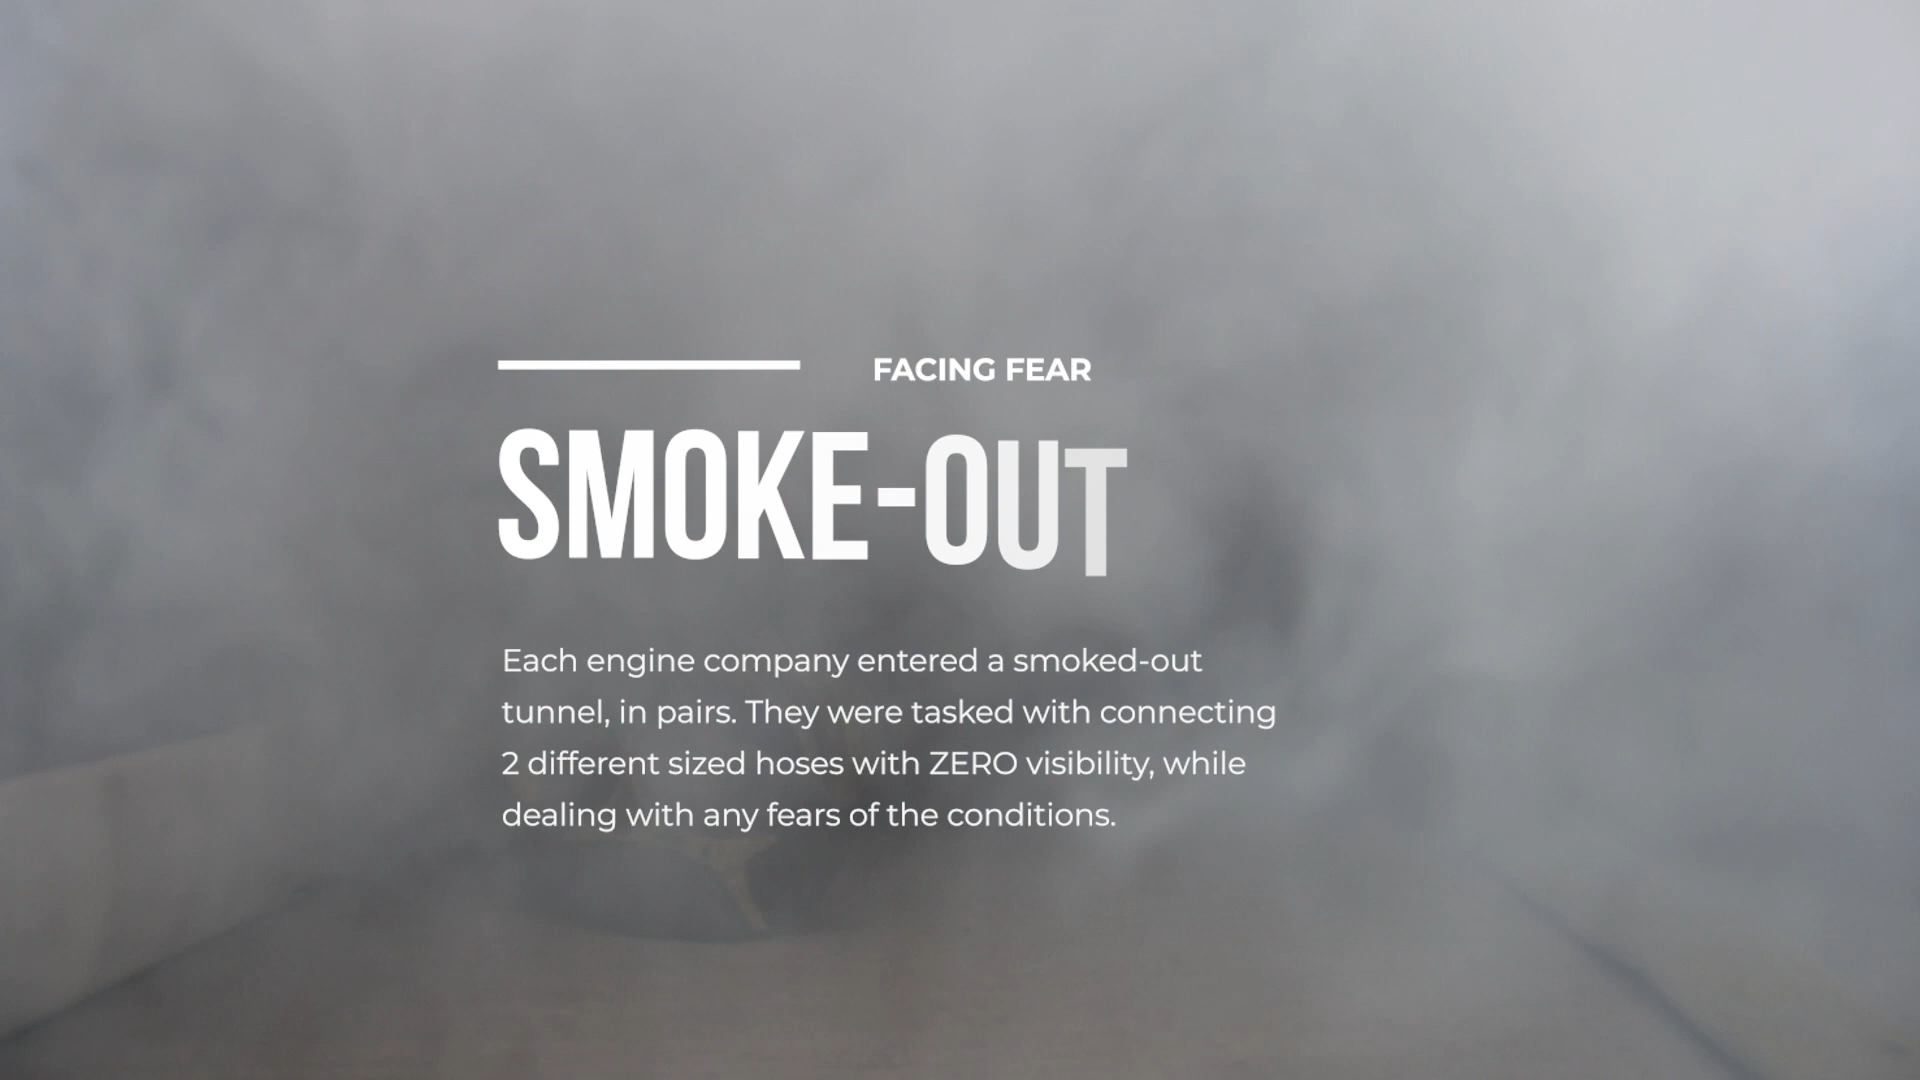 FACING FEAR
SMOKE-OUT
Each engine company entered a smoked-out
tunnel, in pairs. They were tasked with connecting
2 different sized hoses with ZERO visibility, while
dealing with any fears of the conditions.